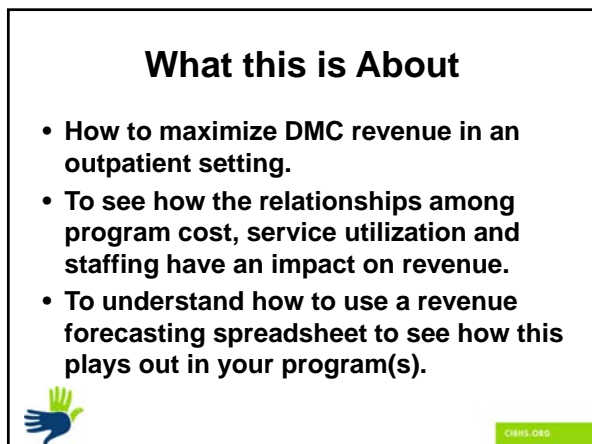 What this is About
• How to maximize DMC revenue in an
outpatient setting.
• To see how the relationships among
program cost, service utilization and
staffing have an impact on revenue.
• To understand how to use a revenue
forecasting spreadsheet to see how this
plays out in your program(s).
CIBHS.ORG